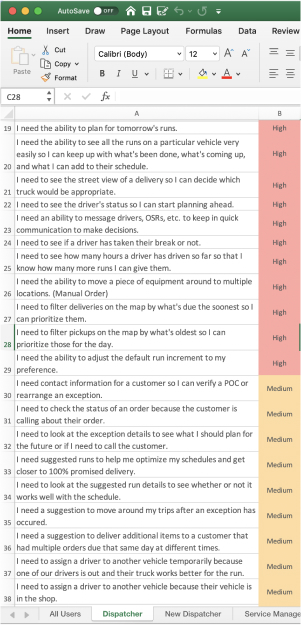 AutoSave OFF
Home Insert Draw Page Layout Formulas Data Review
Paste
Cut
Copy
Format
Calibri (Body) 12 A^ Aˇ
B I U A
C28 fx
A B
19 I need the ability to plan for tomorrow's runs. High
I need the ability to see all the runs on a particular vehicle very
easily so I can keep up with what's been done, what's coming up, High
20 and what I can add to their schedule.
I need to see the street view of a delivery so I can decide which
21 truck would be appropriate. High
22 I need to see the driver's status so I can start planning ahead. High
I need an ability to message drivers, OSRs, etc. to keep in quick
23 communication to make decisions. High
24 I need to see if a driver has taken their break or not. High
I need to see how many hours a driver has driven so far so that I
25 know how many more runs I can give them. High
I need the ability to move a piece of equipment around to multiple
26 locations. (Manual Order) High
I need to filter deliveries on the map by what's due the soonest so I
27 can prioritize them. High
I need to filter pickups on the map by what's oldest so I can
28 prioritize those for the day. High
I need the ability to adjust the default run increment to my
29 preference. High
I need contact information for a customer so I can verify a POC or
30 rearrange an exception. Medium
I need to check the status of an order because the customer is
31 calling about their order. Medium
I need to look at the exception details to see what I should plan for
32 the future or if I need to call the customer. Medium
I need suggested runs to help me optimize my schedules and get
33 closer to 100% promised delivery. Medium
I need to look at the suggested run details to see whether or not it
34 works well with the schedule. Medium
I need a suggestion to move around my trips after an exception has
35 occured. Medium
I need a suggestion to deliver additional items to a customer that
36 had multiple orders due that same day at different times. Medium
I need to assign a driver to another vehicle temporarily because
37 one of our drivers is out and their truck works better for the run. Medium
I need to assign a driver to another vehicle because their vehicle is
38 in the shop. Medium
All Users Dispatcher New Dispatcher Service Manage